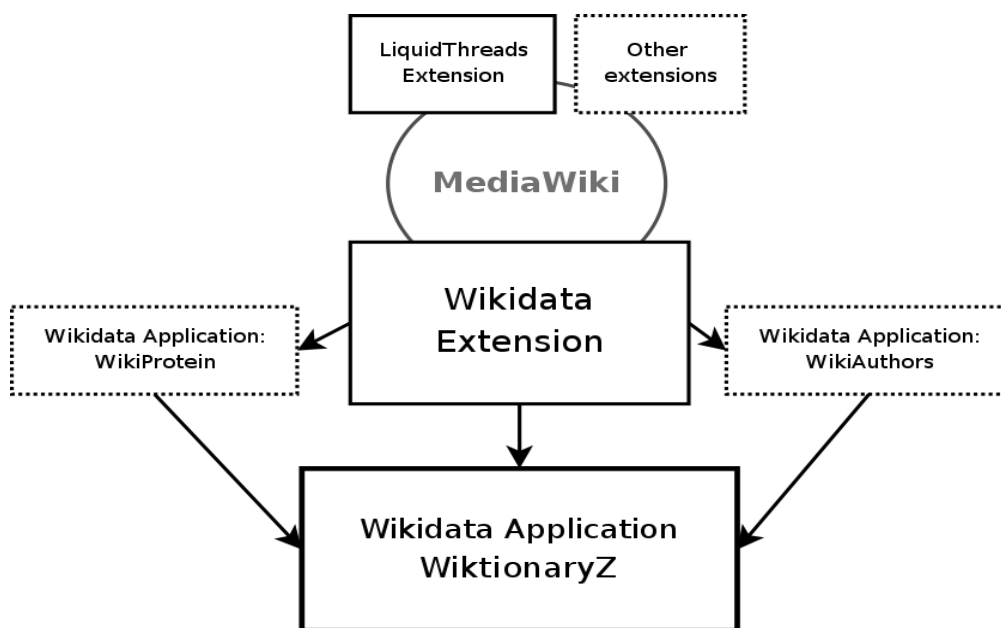 LiquidThreads
Extension
Other
extensions
MediaWiki
Wikidata
Extension
Wikidata Application:
WikiProtein
Wikidata Application:
WikiAuthors
Wikidata Application
WiktionaryZ